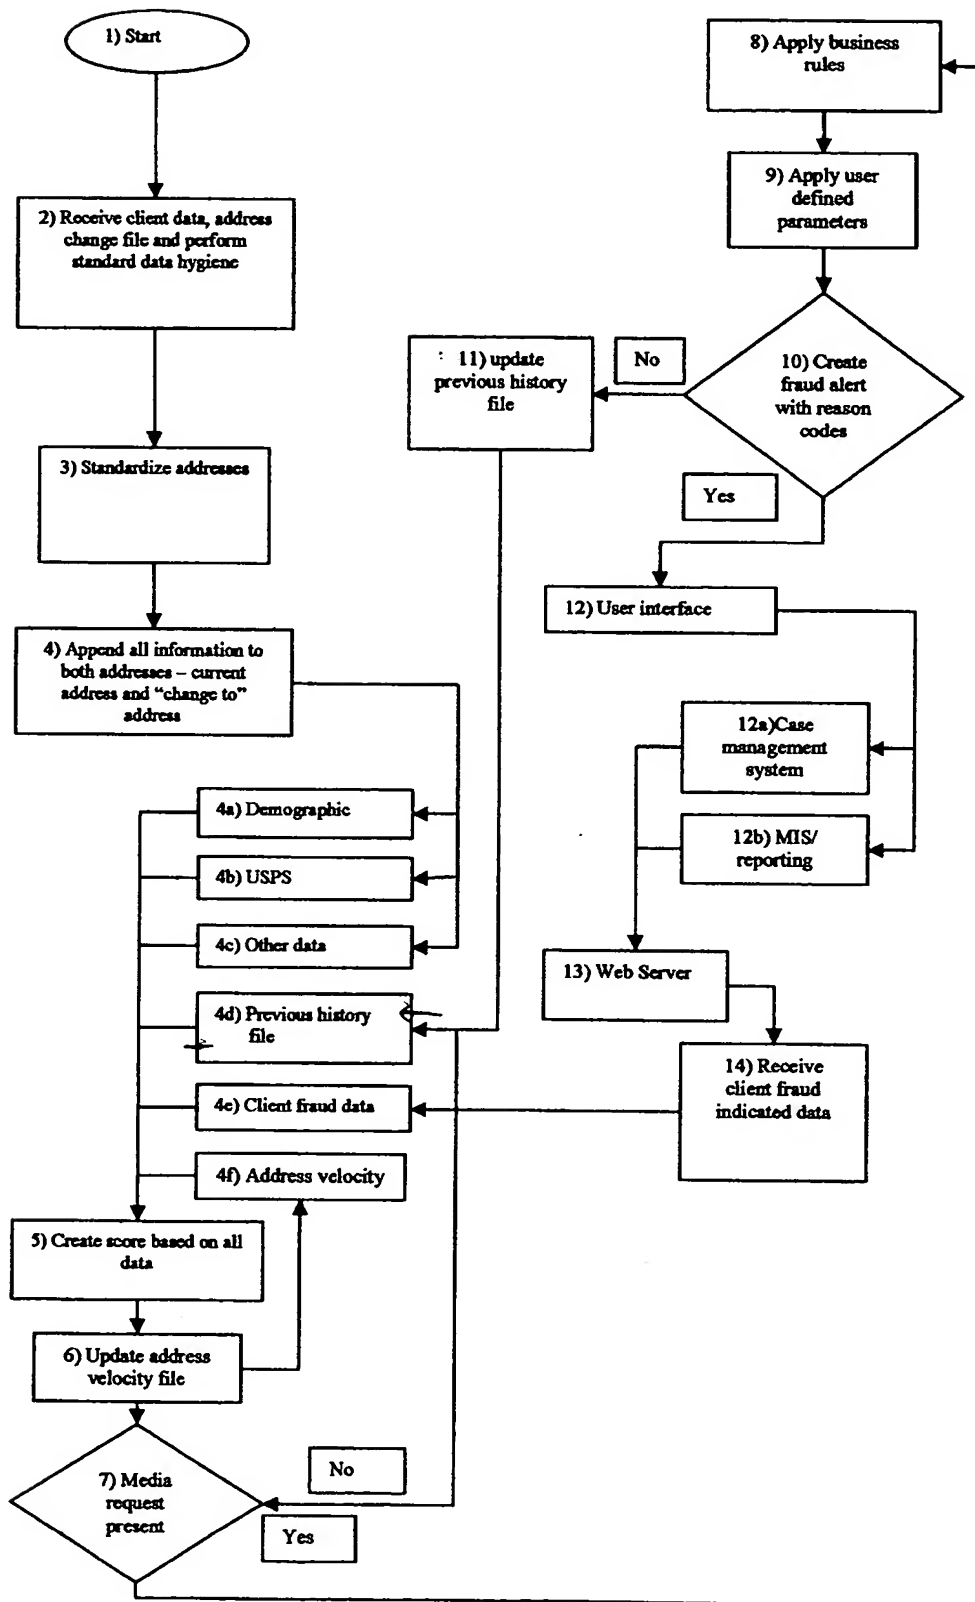 1) Start
2) Receive client data, address
change file and perform
standard data hygiene
3) Standardize addresses
4) Append all information to
both addresses – current
address and “change to”
address
4a) Demographic
4b) USPS
4c) Other data
4d) Previous history
file
4e) Client fraud data
4f) Address velocity
5) Create score based on all
data
6) Update address
velocity file
7) Media
request
present
No
Yes
8) Apply business
rules
9) Apply user
defined
parameters
10) Create
fraud alert
with reason
codes
No
Yes
11) update
previous history
file
12) User interface
12a)Case
management
system
12b) MIS/
reporting
13) Web Server
14) Receive
client fraud
indicated data